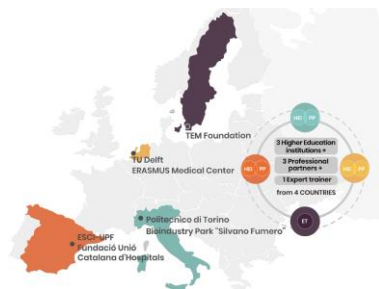 TEM Foundation
TU Delft
ERASMUS Medical Center
Politecnico di Torino
Bioindustry Park "Silvano Fumero"
ESCI-UPF
Fundació Unió
Catalana d'Hospitals
HEI PP
3 Higher Education
institutions +
HEI PP
3 Professional
partners +
HEI PP
1 Expert trainer
from 4 COUNTRIES
ET